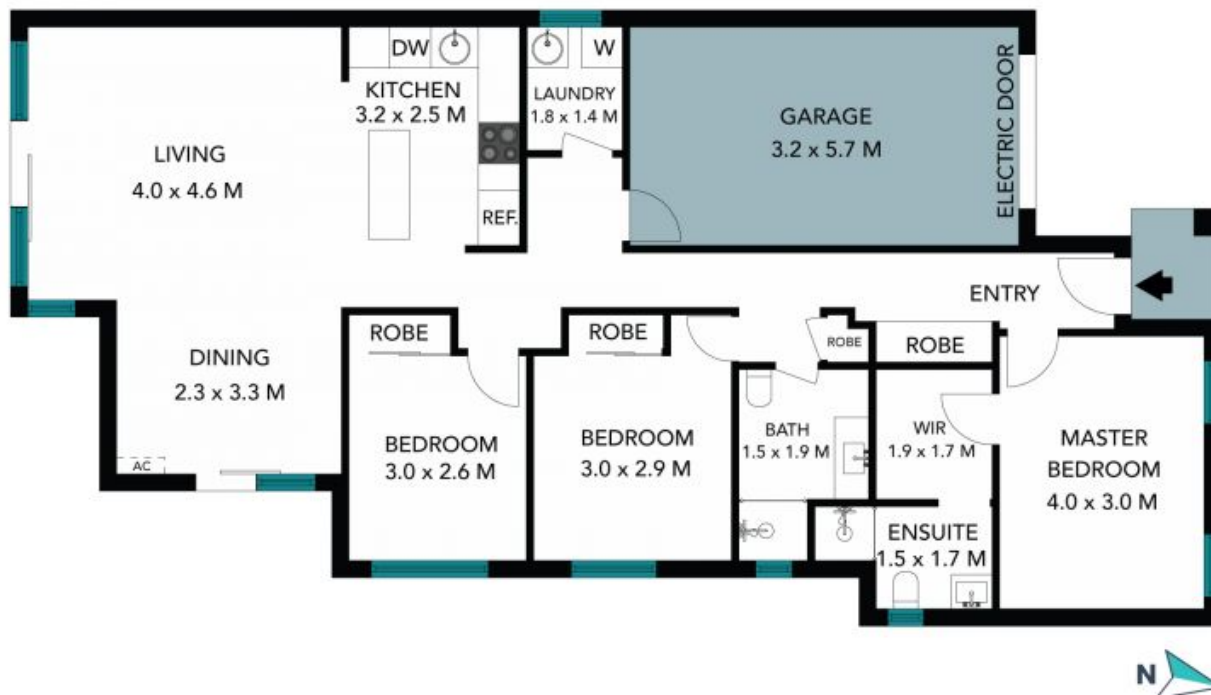 DW
KITCHEN
3.2 x 2.5 M
REF.
W
LAUNDRY
1.8 x 1.4 M
GARAGE
3.2 x 5.7 M
ELECTRIC DOOR
LIVING
4.0 x 4.6 M
ENTRY
DINING
2.3 x 3.3 M
AC
ROBE
BEDROOM
3.0 x 2.6 M
ROBE
BEDROOM
3.0 x 2.9 M
ROBE
BATH
1.5 x 1.9 M
ROBE
WIR
1.9 x 1.7 M
ENSUITE
1.5 x 1.7 M
MASTER
BEDROOM
4.0 x 3.0 M
N